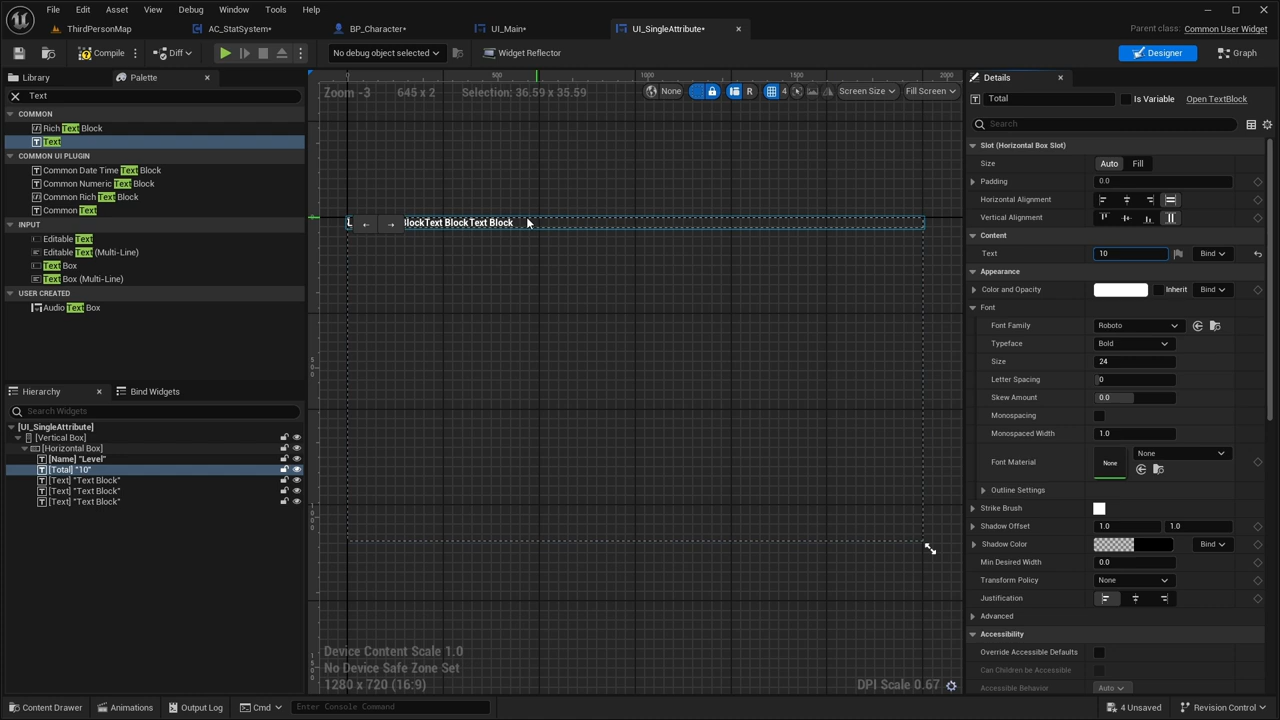 File Edit Asset View Debug Window Tools Help
ThirdPersonMap AC_StatSystem* BP_Character* UI_Main* UI_SingleAttribute* Parent class: Common User Widget
Compile Diff No debug object selected Widget Reflector Designer Graph
Library Palette
Text
COMMON
Rich Text Block
Text
COMMON UI PLUGIN
Common Date Time Text Block
Common Numeric Text Block
Common Rich Text Block
Common Text
INPUT
Editable Text
Editable Text (Multi-Line)
Text Box
Text Box (Multi-Line)
USER CREATED
Audio Text Box
Hierarchy Bind Widgets
Search Widgets
[UI_SingleAttribute]
[Vertical Box]
[Horizontal Box]
[Name] "Level"
[Total] "10"
[Text] "Text Block"
[Text] "Text Block"
[Text] "Text Block"
0 500 1000 1500 2000
Zoom -3 645 x 2 Selection: 36.59 x 35.59 None R 4 Screen Size Fill Screen
0
L ← → lockText BlockText Block
500
1000
Device Content Scale 1.0
No Device Safe Zone Set
1280 x 720 (16:9) DPI Scale 0.67
Details
Total Is Variable Open TextBlock
Search
Slot (Horizontal Box Slot)
Size Auto Fill
Padding 0.0
Horizontal Alignment
Vertical Alignment
Content
Text 10 Bind
Appearance
Color and Opacity Inherit Bind
Font
Font Family Roboto
Typeface Bold
Size 24
Letter Spacing 0
Skew Amount 0.0
Monospacing
Monospaced Width 1.0
Font Material None None
Outline Settings
Strike Brush
Shadow Offset 1.0 1.0
Shadow Color Bind
Min Desired Width 0.0
Transform Policy None
Justification
Advanced
Accessibility
Override Accessible Defaults
Can Children be Accessible
Accessible Behavior Auto
Content Drawer Animations Output Log Cmd Enter Console Command 4 Unsaved Revision Control